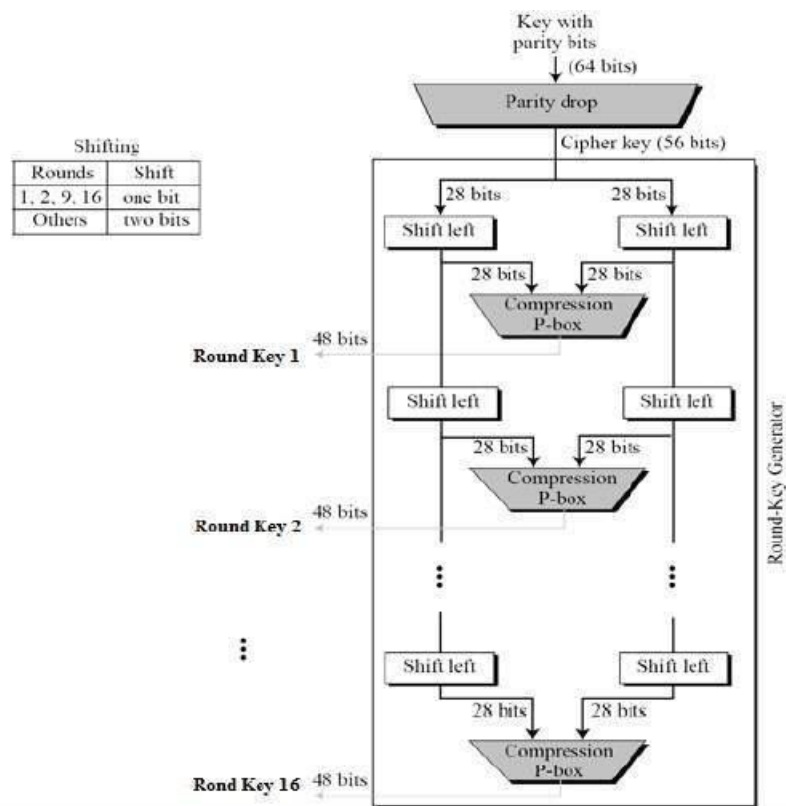 Key with
parity bits
(64 bits)
Parity drop
Cipher key (56 bits)
Shifting
Rounds Shift
1, 2, 9, 16 one bit
Others two bits
28 bits 28 bits
Shift left Shift left
28 bits 28 bits
Compression
P-box
48 bits
Round Key 1
Shift left Shift left
28 bits 28 bits
Compression
P-box
48 bits
Round Key 2
Round-Key Generator
Shift left Shift left
28 bits 28 bits
Compression
P-box
Rond Key 16 48 bits